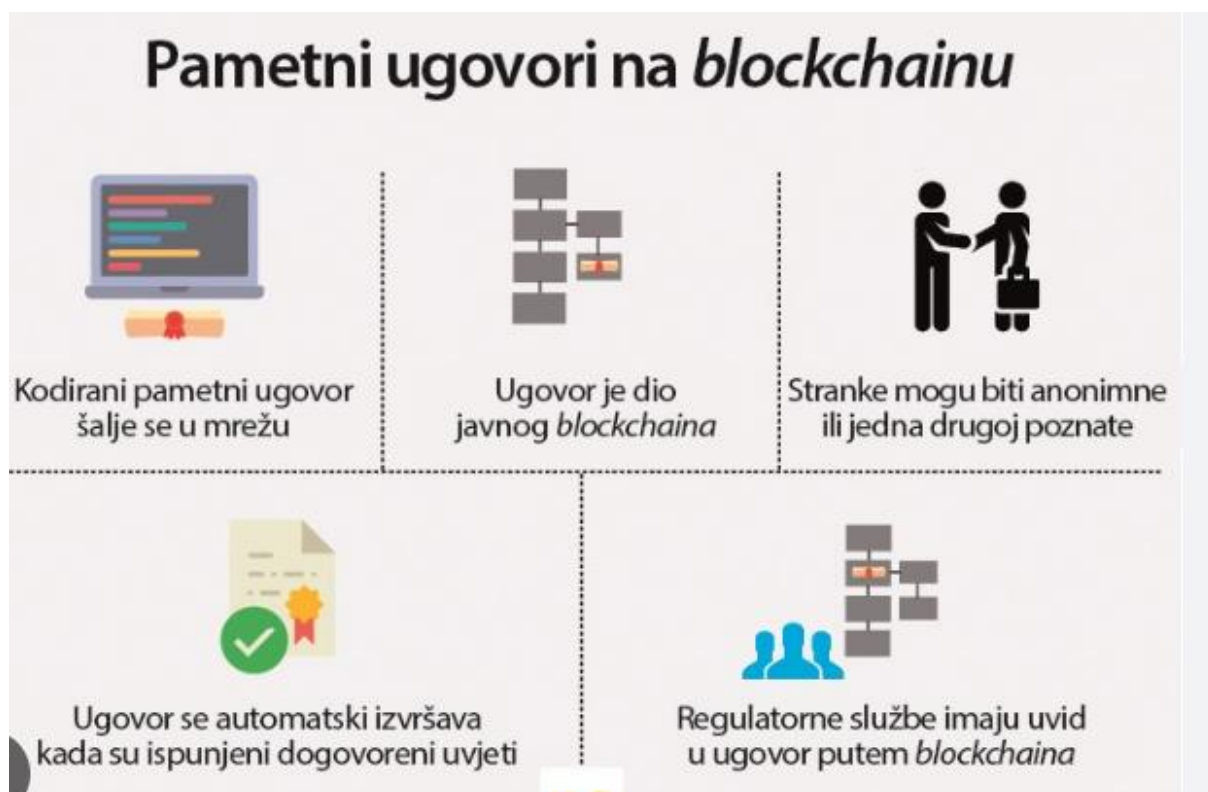 Pametni ugovori na blockchainu
Kodirani pametni ugovor
šalje se u mrežu
Ugovor je dio
javnog blockchaina
Stranke mogu biti anonimne
ili jedna drugoj poznate
Ugovor se automatski izvršava
kada su ispunjeni dogovoreni uvjeti
Regulatorne službe imaju uvid
u ugovor putem blockchaina